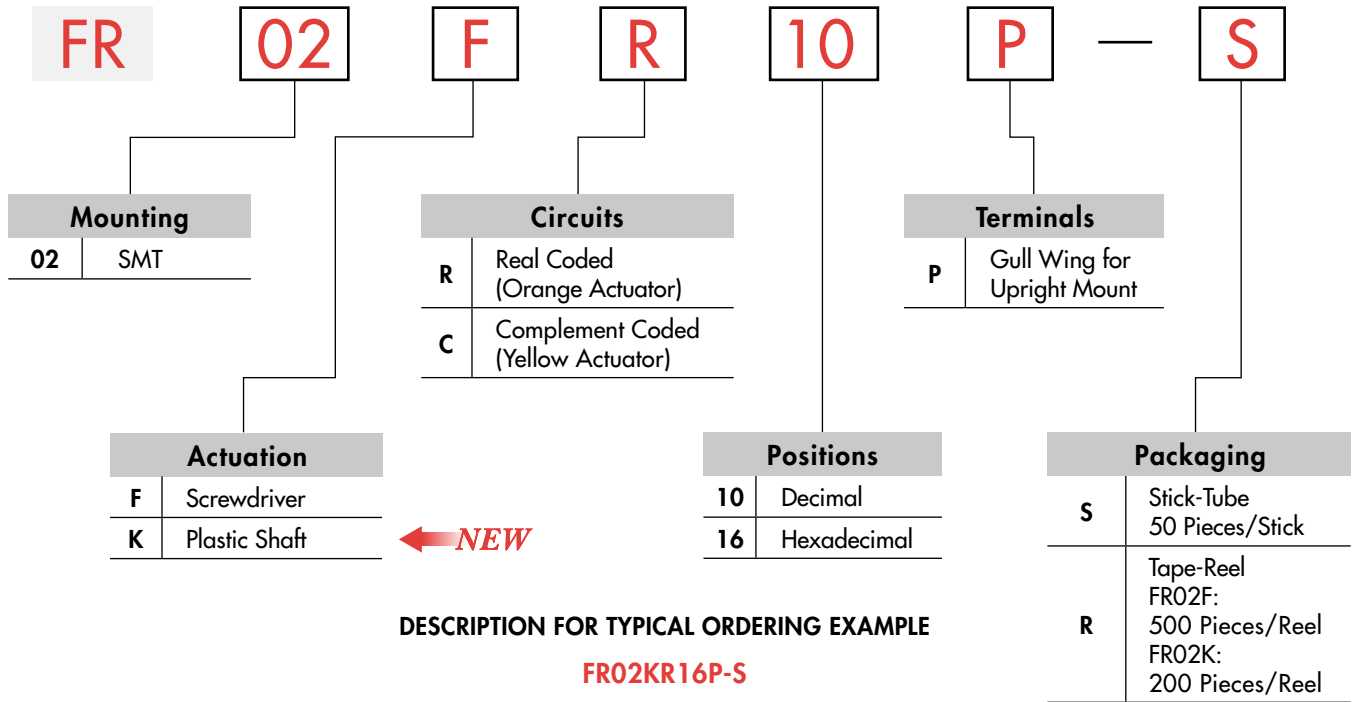 FR 02 F R 10 P — S
Mounting
02 SMT
Circuits
R Real Coded
(Orange Actuator)
C Complement Coded
(Yellow Actuator)
Terminals
P Gull Wing for
Upright Mount
Actuation
F Screwdriver
K Plastic Shaft NEW
Positions
10 Decimal
16 Hexadecimal
Packaging
S Stick-Tube
50 Pieces/Stick
R Tape-Reel
FR02F:
500 Pieces/Reel
FR02K:
200 Pieces/Reel
DESCRIPTION FOR TYPICAL ORDERING EXAMPLE
FR02KR16P-S